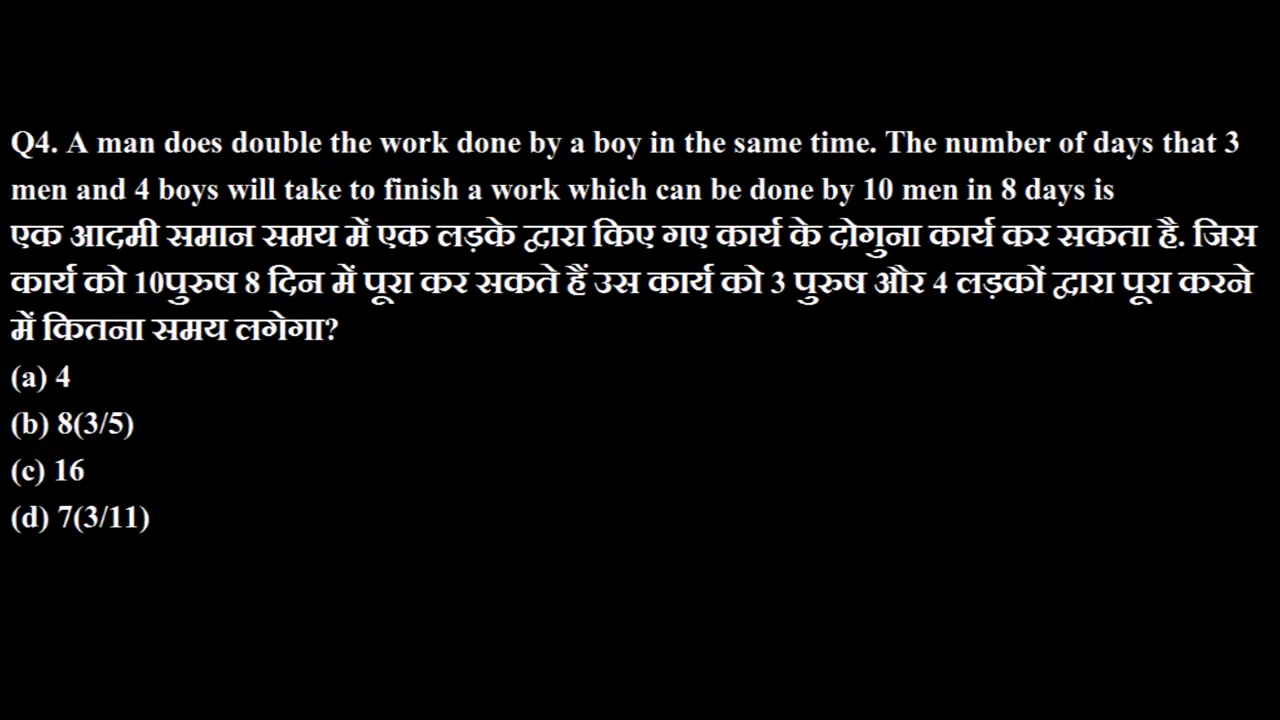 Q4. A man does double the work done by a boy in the same time. The number of days that 3
men and 4 boys will take to finish a work which can be done by 10 men in 8 days is
एक आदमी समान समय में एक लड़के द्वारा किए गए कार्य के दोगुना कार्य कर सकता है. जिस
कार्य को 10पुरुष 8 दिन में पूरा कर सकते हैं उस कार्य को 3 पुरुष और 4 लड़कों द्वारा पूरा करने
में कितना समय लगेगा?
(a) 4
(b) 8(3/5)
(c) 16
(d) 7(3/11)